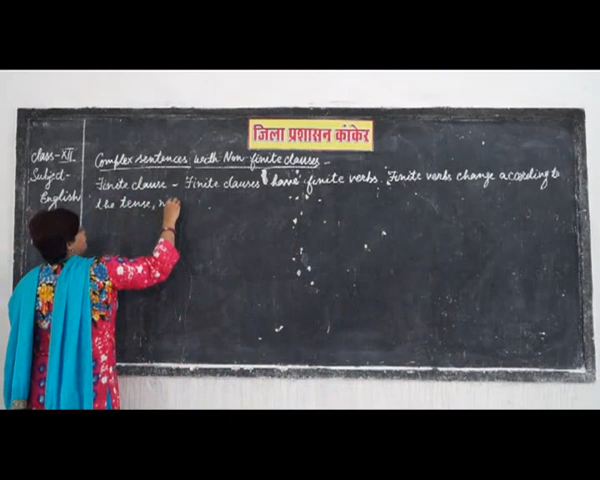 जिला प्रशासन कांकेर
Class-XII
Subject-
English
Complex sentences with Non-finite clauses -
Finite clause - Finite clauses have finite verbs. Finite verbs change according to
the tense, n